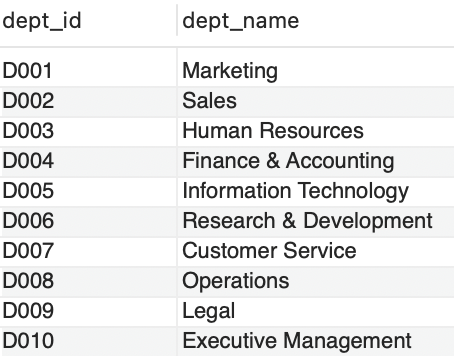 dept_id dept_name
D001 Marketing
D002 Sales
D003 Human Resources
D004 Finance & Accounting
D005 Information Technology
D006 Research & Development
D007 Customer Service
D008 Operations
D009 Legal
D010 Executive Management